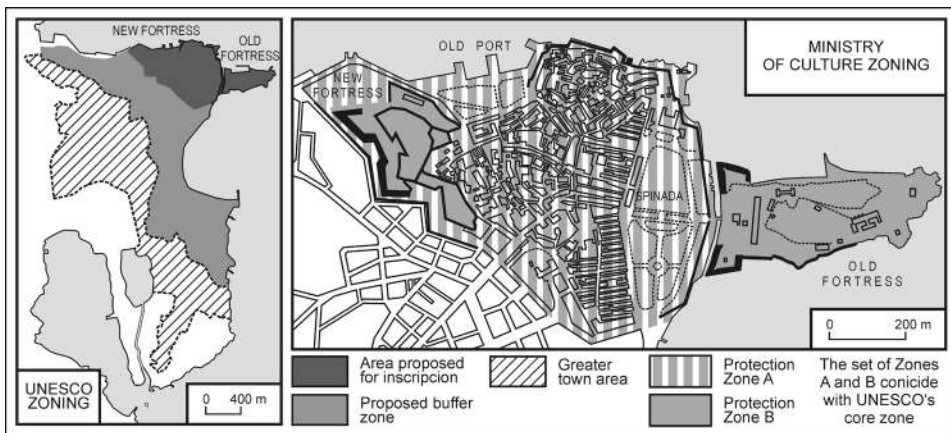 NEW FORTRESS
OLD
FORTRESS
UNESCO
ZONING
0 400 m
OLD PORT
NEW
FORTRESS
SPINADA
OLD
FORTRESS
MINISTRY
OF CULTURE ZONING
0 200 m
Area proposed
for inscripcion
Proposed buffer
zone
Greater
town area
Protection
Zone A
Protection
Zone B
The set of Zones
A and B conicide
with UNESCO's
core zone